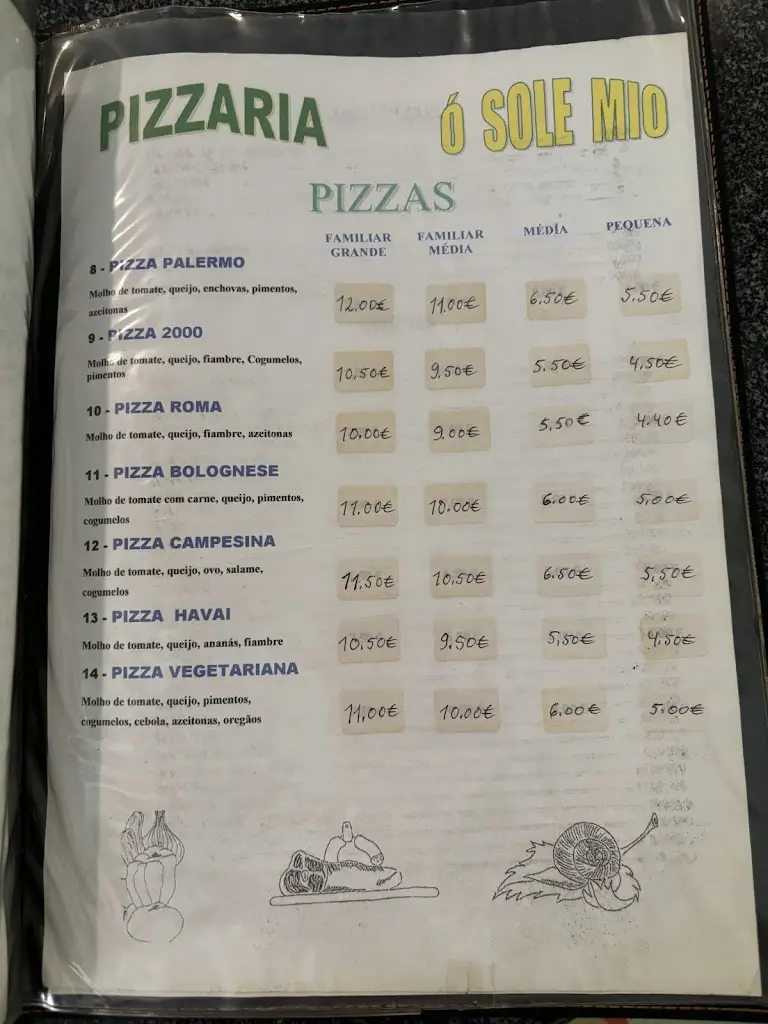 PIZZARIA Ó SOLE MIO
PIZZAS
FAMILIAR GRANDE FAMILIAR MÉDIA MÉDÍA PEQUENA
8 - PIZZA PALERMO
Molho de tomate, queijo, enchovas, pimentos,
azeitonas
12.00€ 11.00€ 6.50€ 5.50€
9 - PIZZA 2000
Molho de tomate, queijo, fiambre, Cogumelos,
pimentos
10,50€ 9,50€ 5.50€ 4,50€
10 - PIZZA ROMA
Molho de tomate, queijo, fiambre, azeitonas
10.00€ 9.00€ 5,50€ 4.40€
11 - PIZZA BOLOGNESE
Molho de tomate com carne, queijo, pimentos,
cogumelos
11.00€ 10.00€ 6.00€ 5,00€
12 - PIZZA CAMPESINA
Molho de tomate, queijo, ovo, salame,
cogumelos
11.50€ 10,50€ 6.50€ 5,50€
13 - PIZZA HAVAI
Molho de tomate, queijo, ananás, fiambre
10.50€ 9.50€ 5,50€ 4.50€
14 - PIZZA VEGETARIANA
Molho de tomate, queijo, pimentos,
cogumelos, cebola, azeitonas, oregãos
11,00€ 10.00€ 6.00€ 5.00€